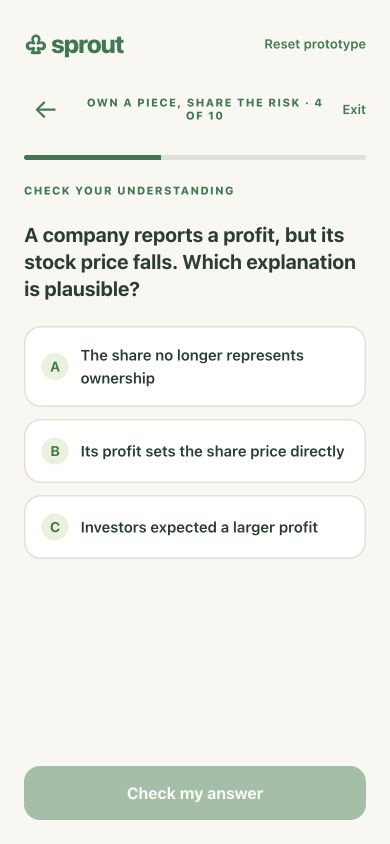 sprout
Reset prototype
OWN A PIECE, SHARE THE RISK · 4
OF 10
Exit
CHECK YOUR UNDERSTANDING
A company reports a profit, but its
stock price falls. Which explanation
is plausible?
A
The share no longer represents
ownership
B
Its profit sets the share price directly
C
Investors expected a larger profit
Check my answer